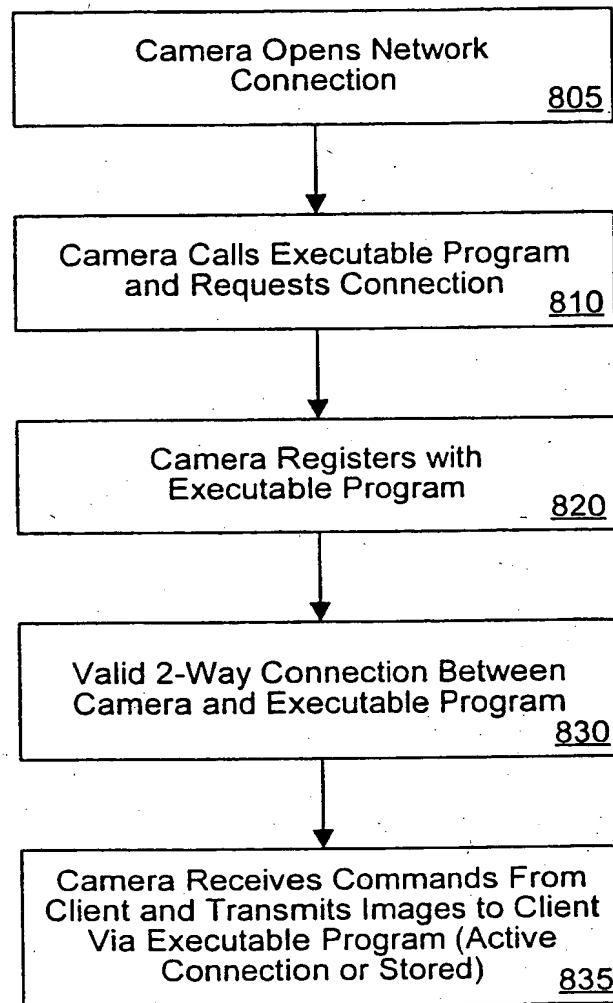 Camera Opens Network
Connection
805
Camera Calls Executable Program
and Requests Connection
810
Camera Registers with
Executable Program
820
Valid 2-Way Connection Between
Camera and Executable Program
830
Camera Receives Commands From
Client and Transmits Images to Client
Via Executable Program (Active
Connection or Stored)
835